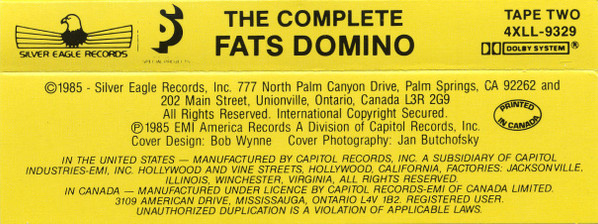 SILVER EAGLE RECORDS
SP
SPECIAL PRODUCTS
THE COMPLETE
FATS DOMINO
TAPE TWO
4XLL-9329
DOLBY SYSTEM ®
©1985 - Silver Eagle Records, Inc. 777 North Palm Canyon Drive, Palm Springs, CA 92262 and
202 Main Street, Unionville, Ontario, Canada L3R 2G9
All Rights Reserved. International Copyright Secured.
℗1985 EMI America Records A Division of Capitol Records, Inc.
Cover Design: Bob Wynne Cover Photography: Jan Butchofsky
PRINTED
IN CANADA
IN THE UNITED STATES — MANUFACTURED BY CAPITOL RECORDS, INC. A SUBSIDIARY OF CAPITOL
INDUSTRIES-EMI, INC. HOLLYWOOD AND VINE STREETS, HOLLYWOOD, CALIFORNIA, FACTORIES: JACKSONVILLE,
ILLINOIS, WINCHESTER, VIRGINIA, ALL RIGHTS RESERVED.
IN CANADA — MANUFACTURED UNDER LICENCE BY CAPITOL RECORDS-EMI OF CANADA LIMITED.
3109 AMERICAN DRIVE, MISSISSAUGA, ONTARIO L4V 1B2. REGISTERED USER.
UNAUTHORIZED DUPLICATION IS A VIOLATION OF APPLICABLE LAWS.